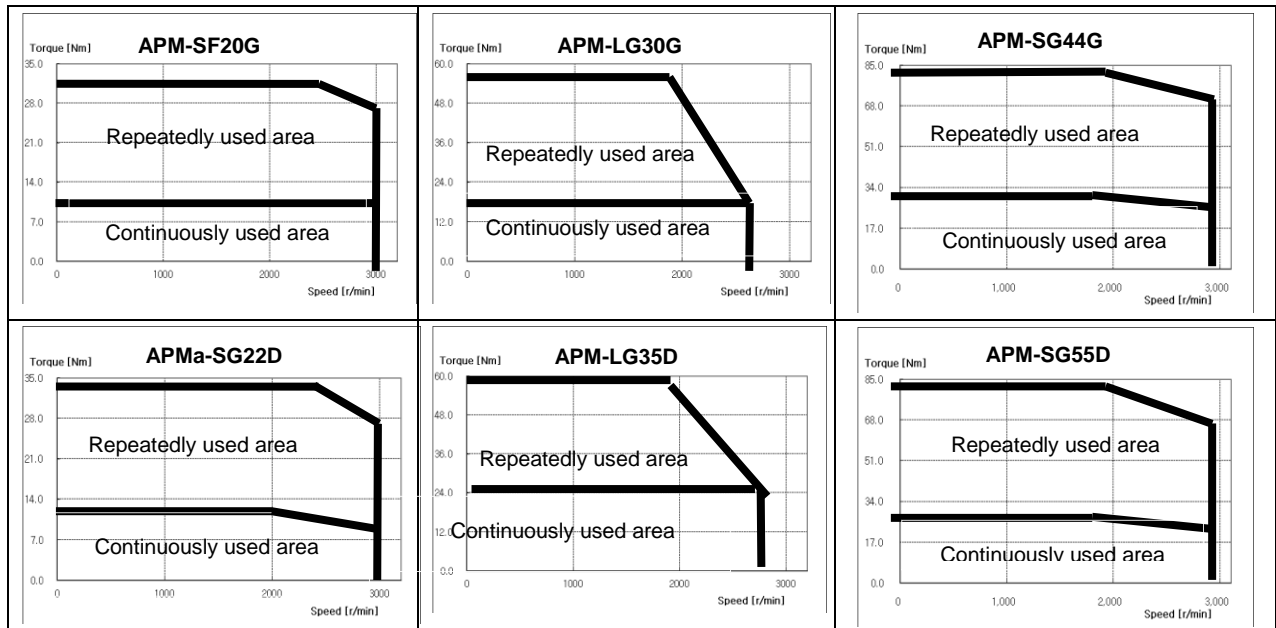 APM-SF20G
Torque [Nm]
35.0
28.0
21.0
14.0
7.0
0.0
Repeatedly used area
Continuously used area
0 1000 2000 3000
Speed [r/min]
APM-LG30G
Torque [Nm]
60.0
48.0
36.0
24.0
12.0
0.0
Repeatedly used area
Continuously used area
0 1000 2000 3000
Speed [r/min]
APM-SG44G
Torque [Nm]
85.0
68.0
51.0
34.0
17.0
0.0
Repeatedly used area
Continuously used area
0 1,000 2,000 3,000
Speed [r/min]
APMa-SG22D
Torque [Nm]
35.0
28.0
21.0
14.0
7.0
0.0
Repeatedly used area
Continuously used area
0 1000 2000 3000
Speed [r/min]
APM-LG35D
Torque [Nm]
60.0
48.0
36.0
24.0
12.0
0.0
Repeatedly used area
Continuously used area
0 1000 2000 3000
Speed [r/min]
APM-SG55D
Torque [Nm]
85.0
68.0
51.0
34.0
17.0
0.0
Repeatedly used area
Continuously used area
0 1,000 2,000 3,000
Speed [r/min]